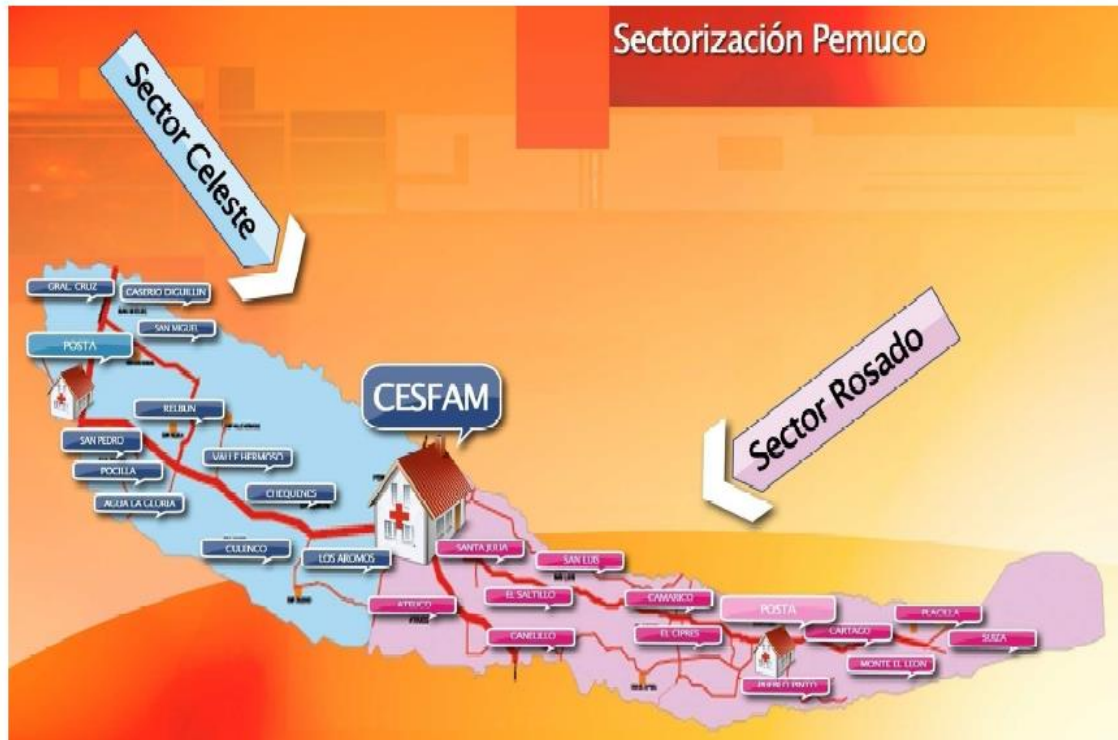 Sectorización Pemuco
Sector Celeste
GRAL. CRUZ
CASERIO DIGUILLIN
SAN MIGUEL
POSTA
RELBUN
SAN PEDRO
VALLE HERMOSO
POCILLA
CHEQUENES
AGUA LA GLORIA
CULENCO
LOS AROMOS
CESFAM
Sector Rosado
SANTA JULIA
SAN LUIS
EL SALTILLO
CAMARICO
POSTA
PLACILLA
CARTAGO
SUIZA
EL CIPRES
CANELILLO
MONTE EL LEON
PUEBLO PINTO